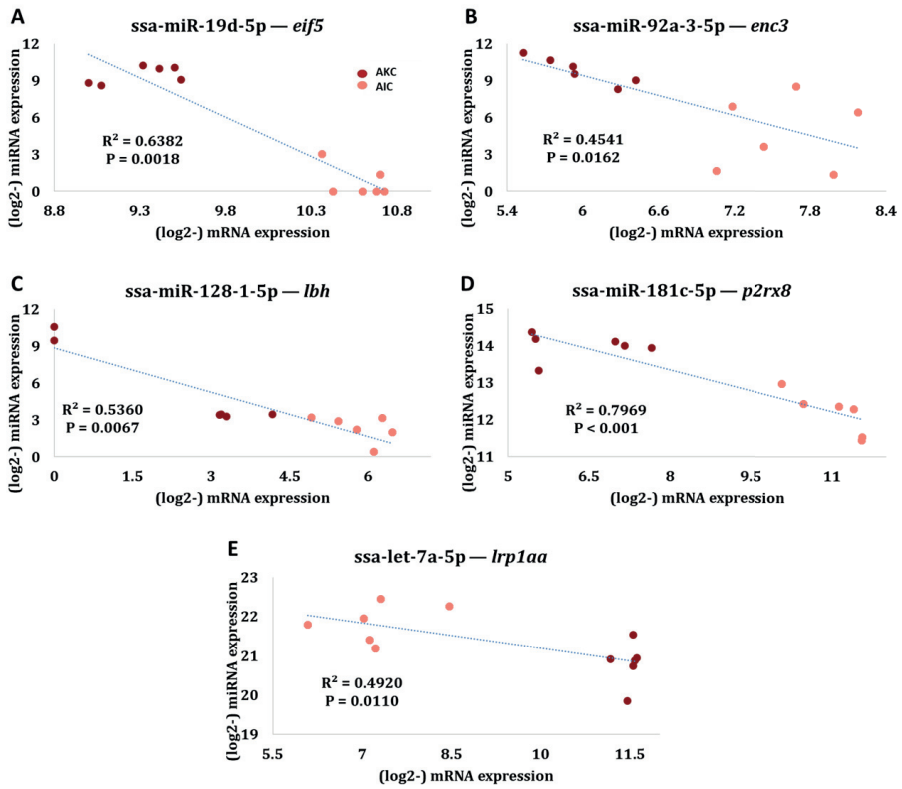 A
ssa-miR-19d-5p — eif5
(log2-) miRNA expression
12
9
6
3
0
AKC
AIC
R² = 0.6382
P = 0.0018
8.8 9.3 9.8 10.3 10.8
(log2-) mRNA expression
B
ssa-miR-92a-3-5p — enc3
(log2-) miRNA expression
12
9
6
3
0
R² = 0.4541
P = 0.0162
5.4 6 6.6 7.2 7.8 8.4
(log2-) mRNA expression
C
ssa-miR-128-1-5p — lbh
(log2-) miRNA expression
12
9
6
3
0
R² = 0.5360
P = 0.0067
0 1.5 3 4.5 6
(log2-) mRNA expression
D
ssa-miR-181c-5p — p2rx8
(log2-) miRNA expression
15
14
13
12
11
R² = 0.7969
P < 0.001
5 6.5 8 9.5 11
(log2-) mRNA expression
E
ssa-let-7a-5p — lrp1aa
(log2-) miRNA expression
23
22
21
20
19
R² = 0.4920
P = 0.0110
5.5 7 8.5 10 11.5
(log2-) mRNA expression